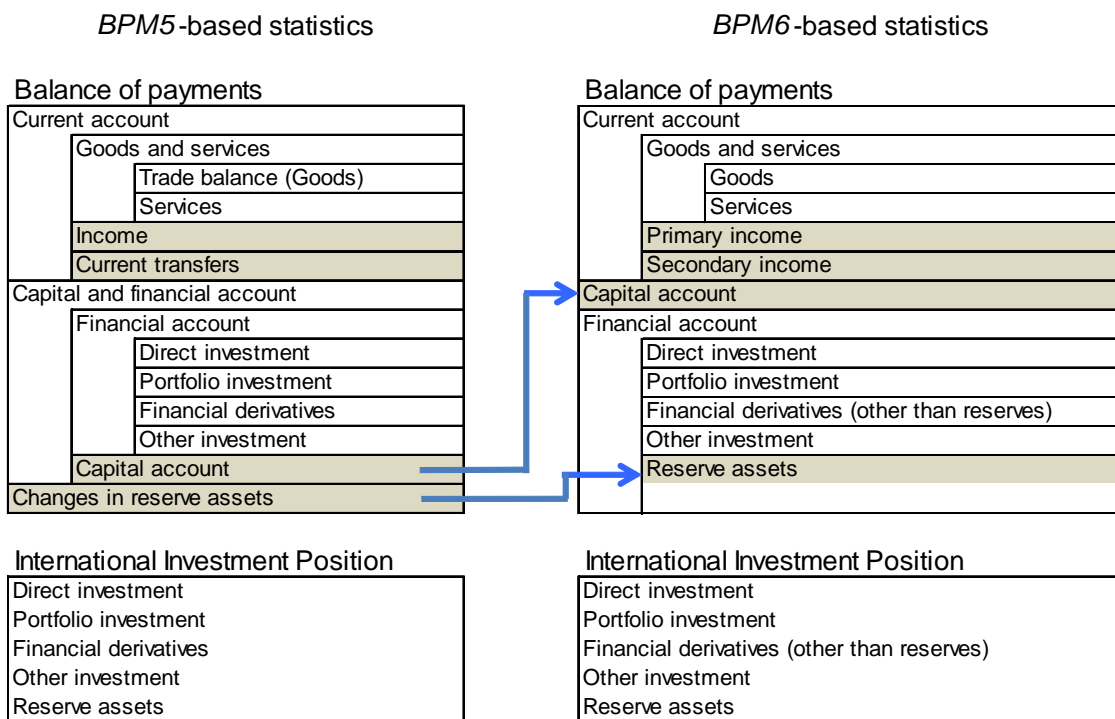 BPM5-based statistics
Balance of payments
Current account
Goods and services
Trade balance (Goods)
Services
Income
Current transfers
Capital and financial account
Financial account
Direct investment
Portfolio investment
Financial derivatives
Other investment
Capital account
Changes in reserve assets
International Investment Position
Direct investment
Portfolio investment
Financial derivatives
Other investment
Reserve assets
BPM6-based statistics
Balance of payments
Current account
Goods and services
Goods
Services
Primary income
Secondary income
Capital account
Financial account
Direct investment
Portfolio investment
Financial derivatives (other than reserves)
Other investment
Reserve assets
International Investment Position
Direct investment
Portfolio investment
Financial derivatives (other than reserves)
Other investment
Reserve assets